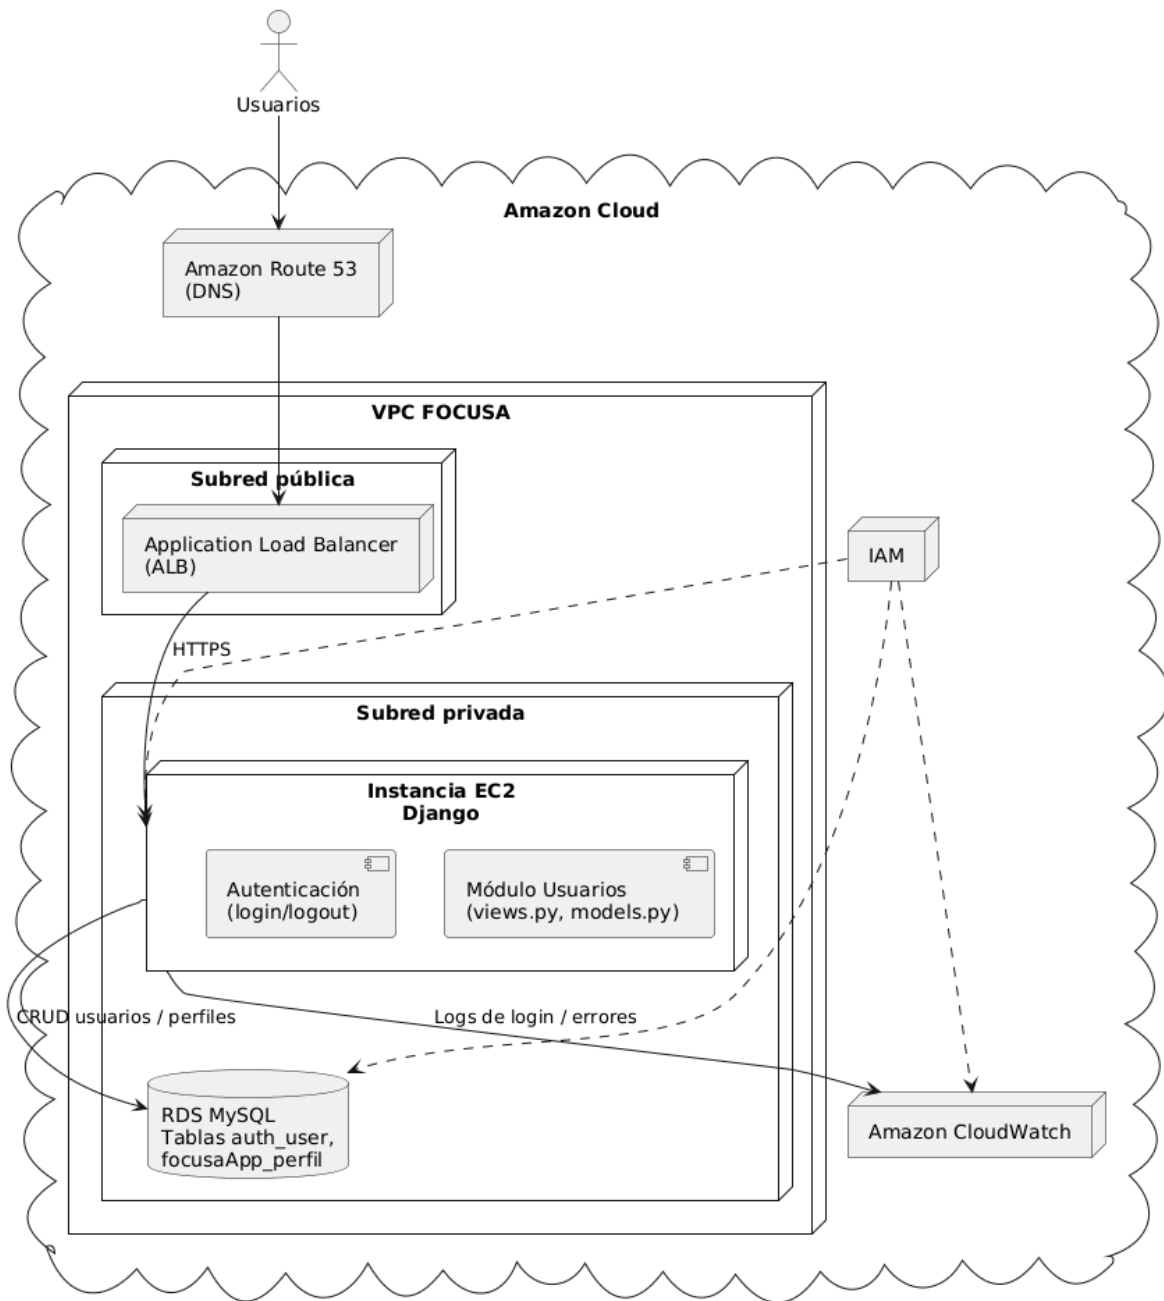 Usuarios
Amazon Cloud
Amazon Route 53
(DNS)
VPC FOCUSA
Subred pública
Application Load Balancer
(ALB)
IAM
HTTPS
Subred privada
Instancia EC2
Django
Autenticación
(login/logout)
Módulo Usuarios
(views.py, models.py)
CRUD usuarios / perfiles
Logs de login / errores
RDS MySQL
Tablas auth_user,
focusaApp_perfil
Amazon CloudWatch